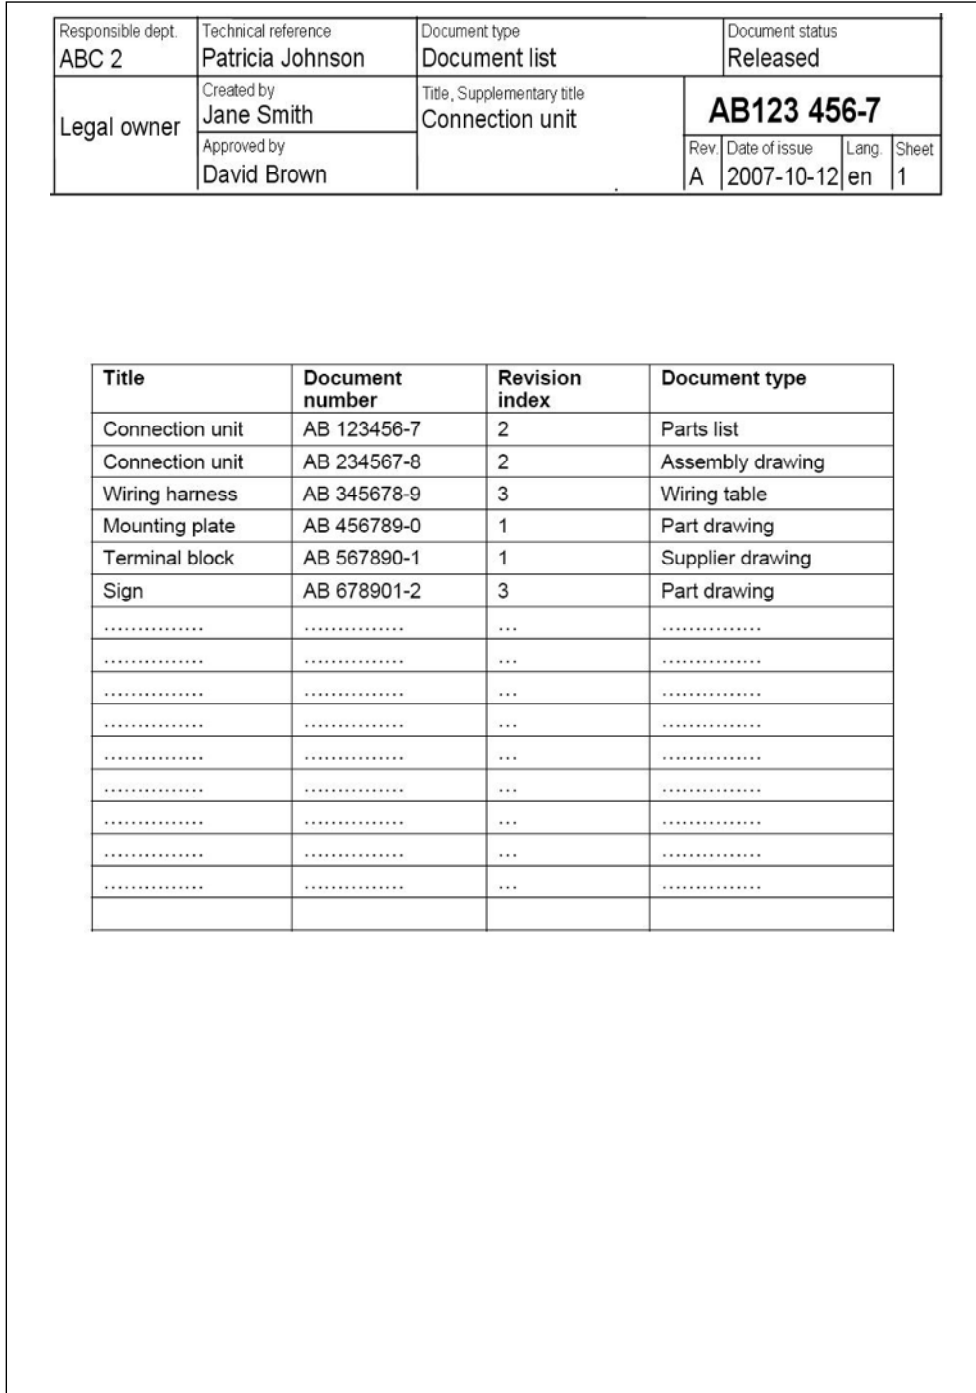 Responsible dept. Technical reference Document type Document status
ABC 2 Patricia Johnson Document list Released
Legal owner
Created by
Jane Smith
Approved by
David Brown
Title, Supplementary title
Connection unit
AB123 456-7
Rev. Date of issue Lang. Sheet
A 2007-10-12 en 1
Title Document number Revision index Document type
Connection unit AB 123456-7 2 Parts list
Connection unit AB 234567-8 2 Assembly drawing
Wiring harness AB 345678-9 3 Wiring table
Mounting plate AB 456789-0 1 Part drawing
Terminal block AB 567890-1 1 Supplier drawing
Sign AB 678901-2 3 Part drawing
............... ............... ... ...............
............... ............... ... ...............
............... ............... ... ...............
............... ............... ... ...............
............... ............... ... ...............
............... ............... ... ...............
............... ............... ... ...............
............... ............... ... ...............
............... ............... ... ...............